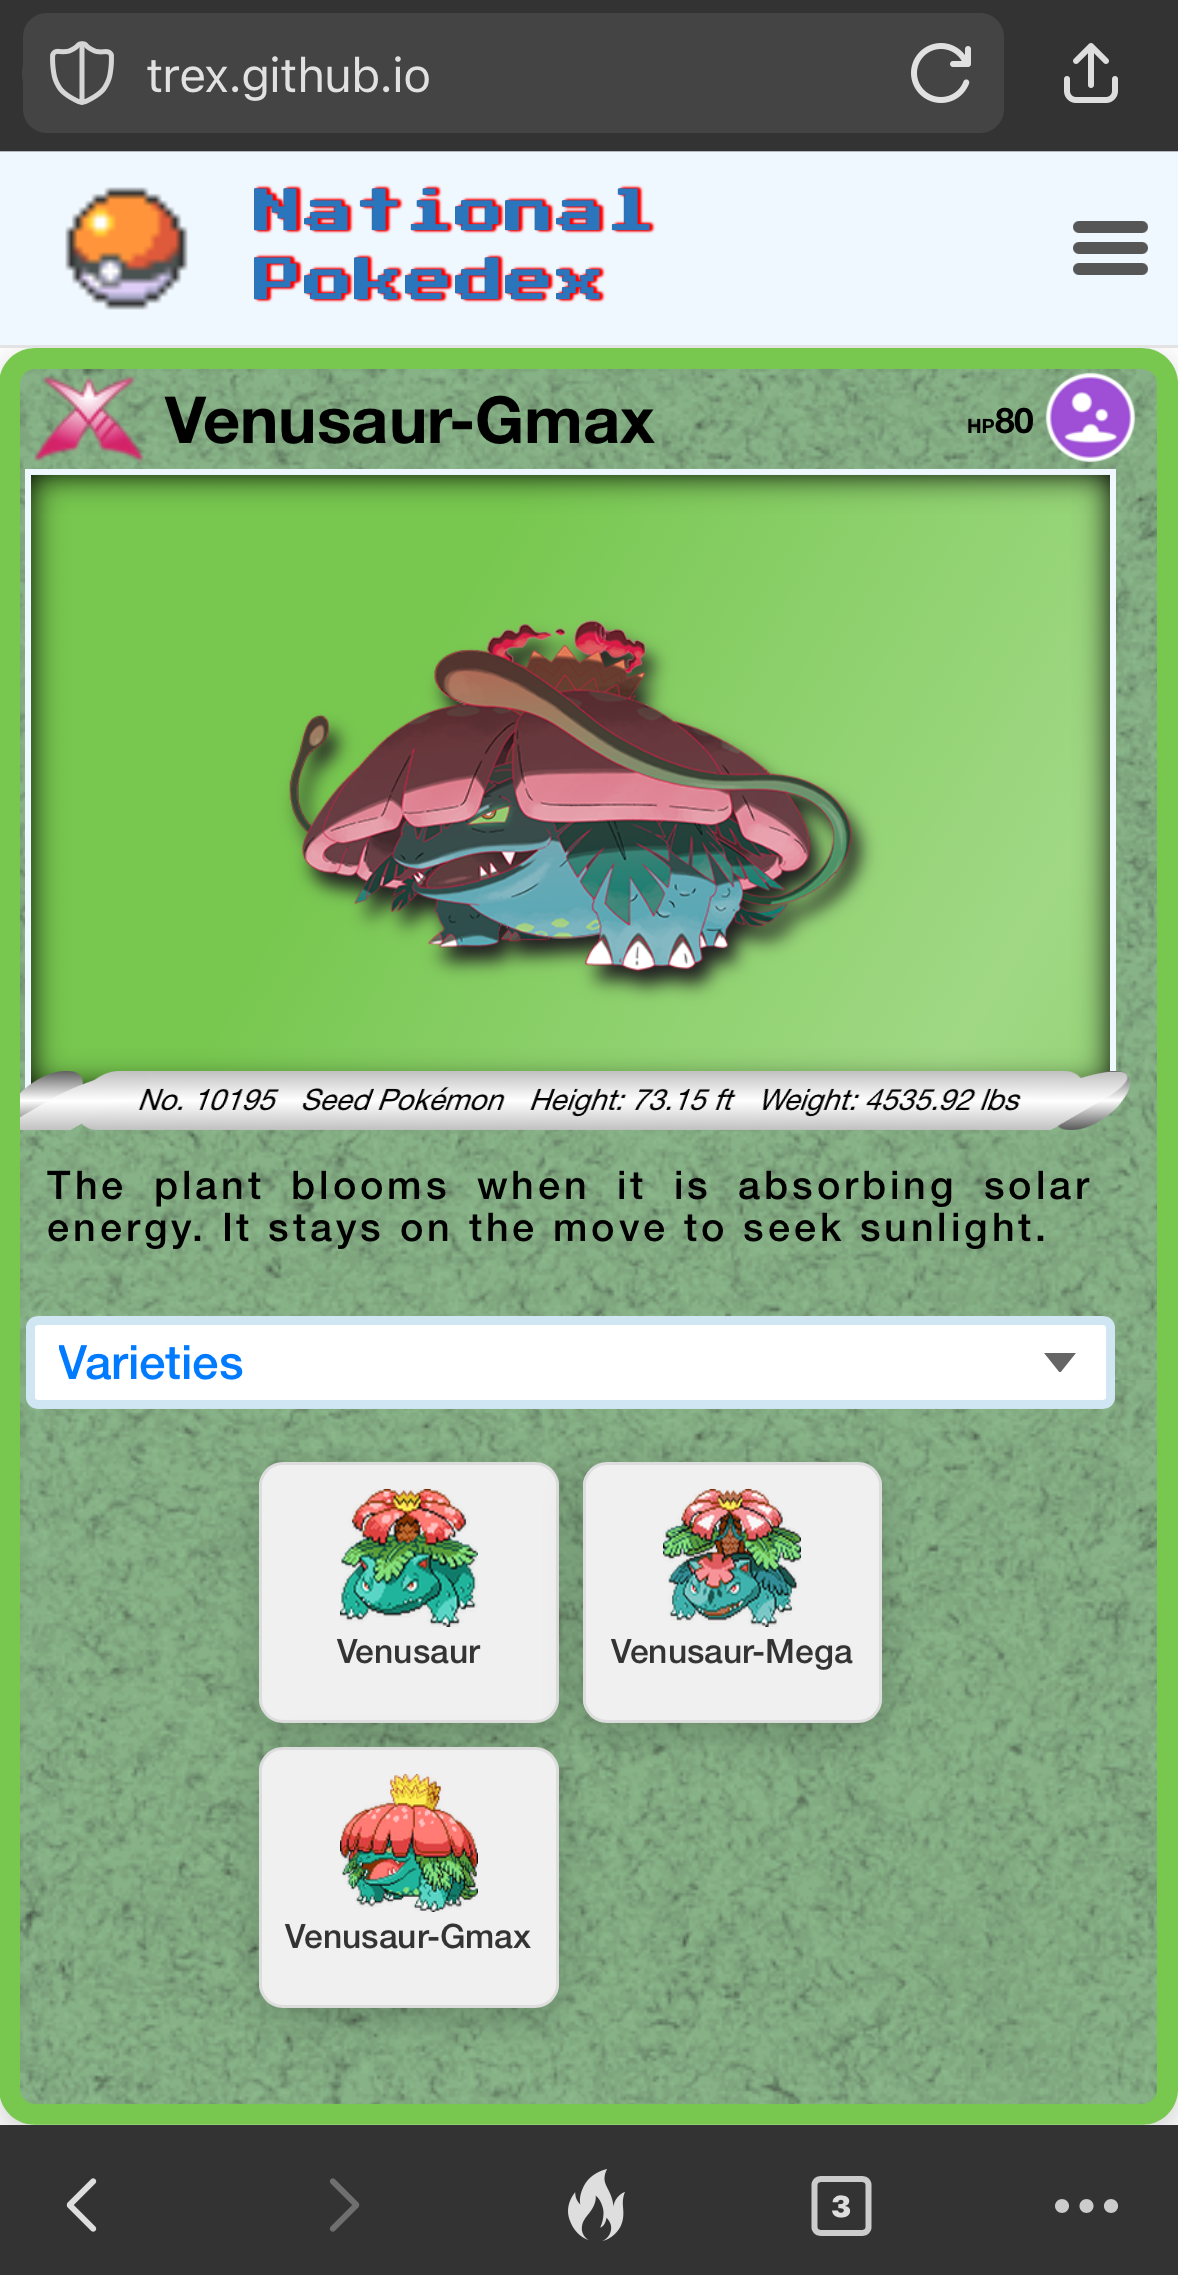 trex.github.io
National
Pokedex
Venusaur-Gmax HP80
No. 10195 Seed Pokémon Height: 73.15 ft Weight: 4535.92 lbs
The plant blooms when it is absorbing solar
energy. It stays on the move to seek sunlight.
Varieties
Venusaur Venusaur-Mega
Venusaur-Gmax
3